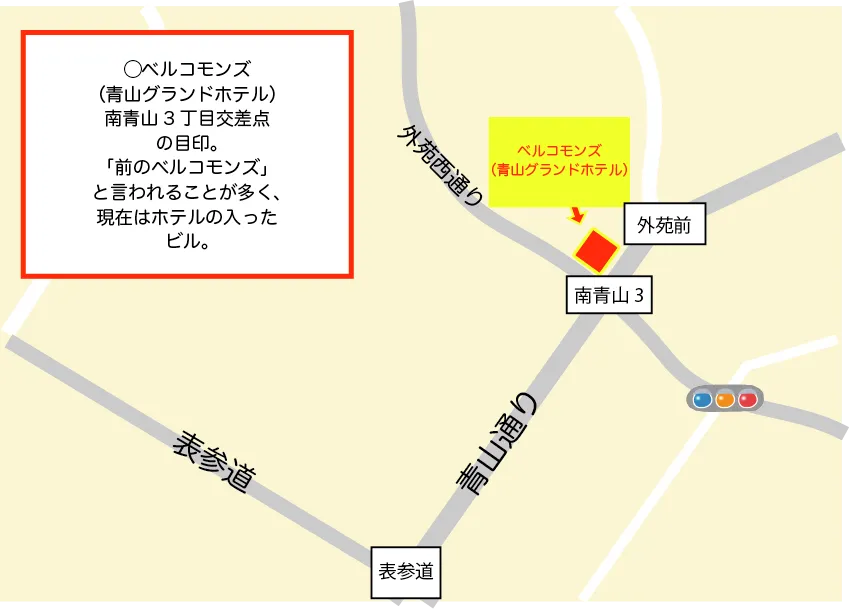 ◯ベルコモンズ
（青山グランドホテル）
南青山３丁目交差点
の目印。
「前のベルコモンズ」
と言われることが多く、
現在はホテルの入った
ビル。
外苑西通り
ベルコモンズ
（青山グランドホテル）
外苑前
南青山３
青山通り
表参道
表参道